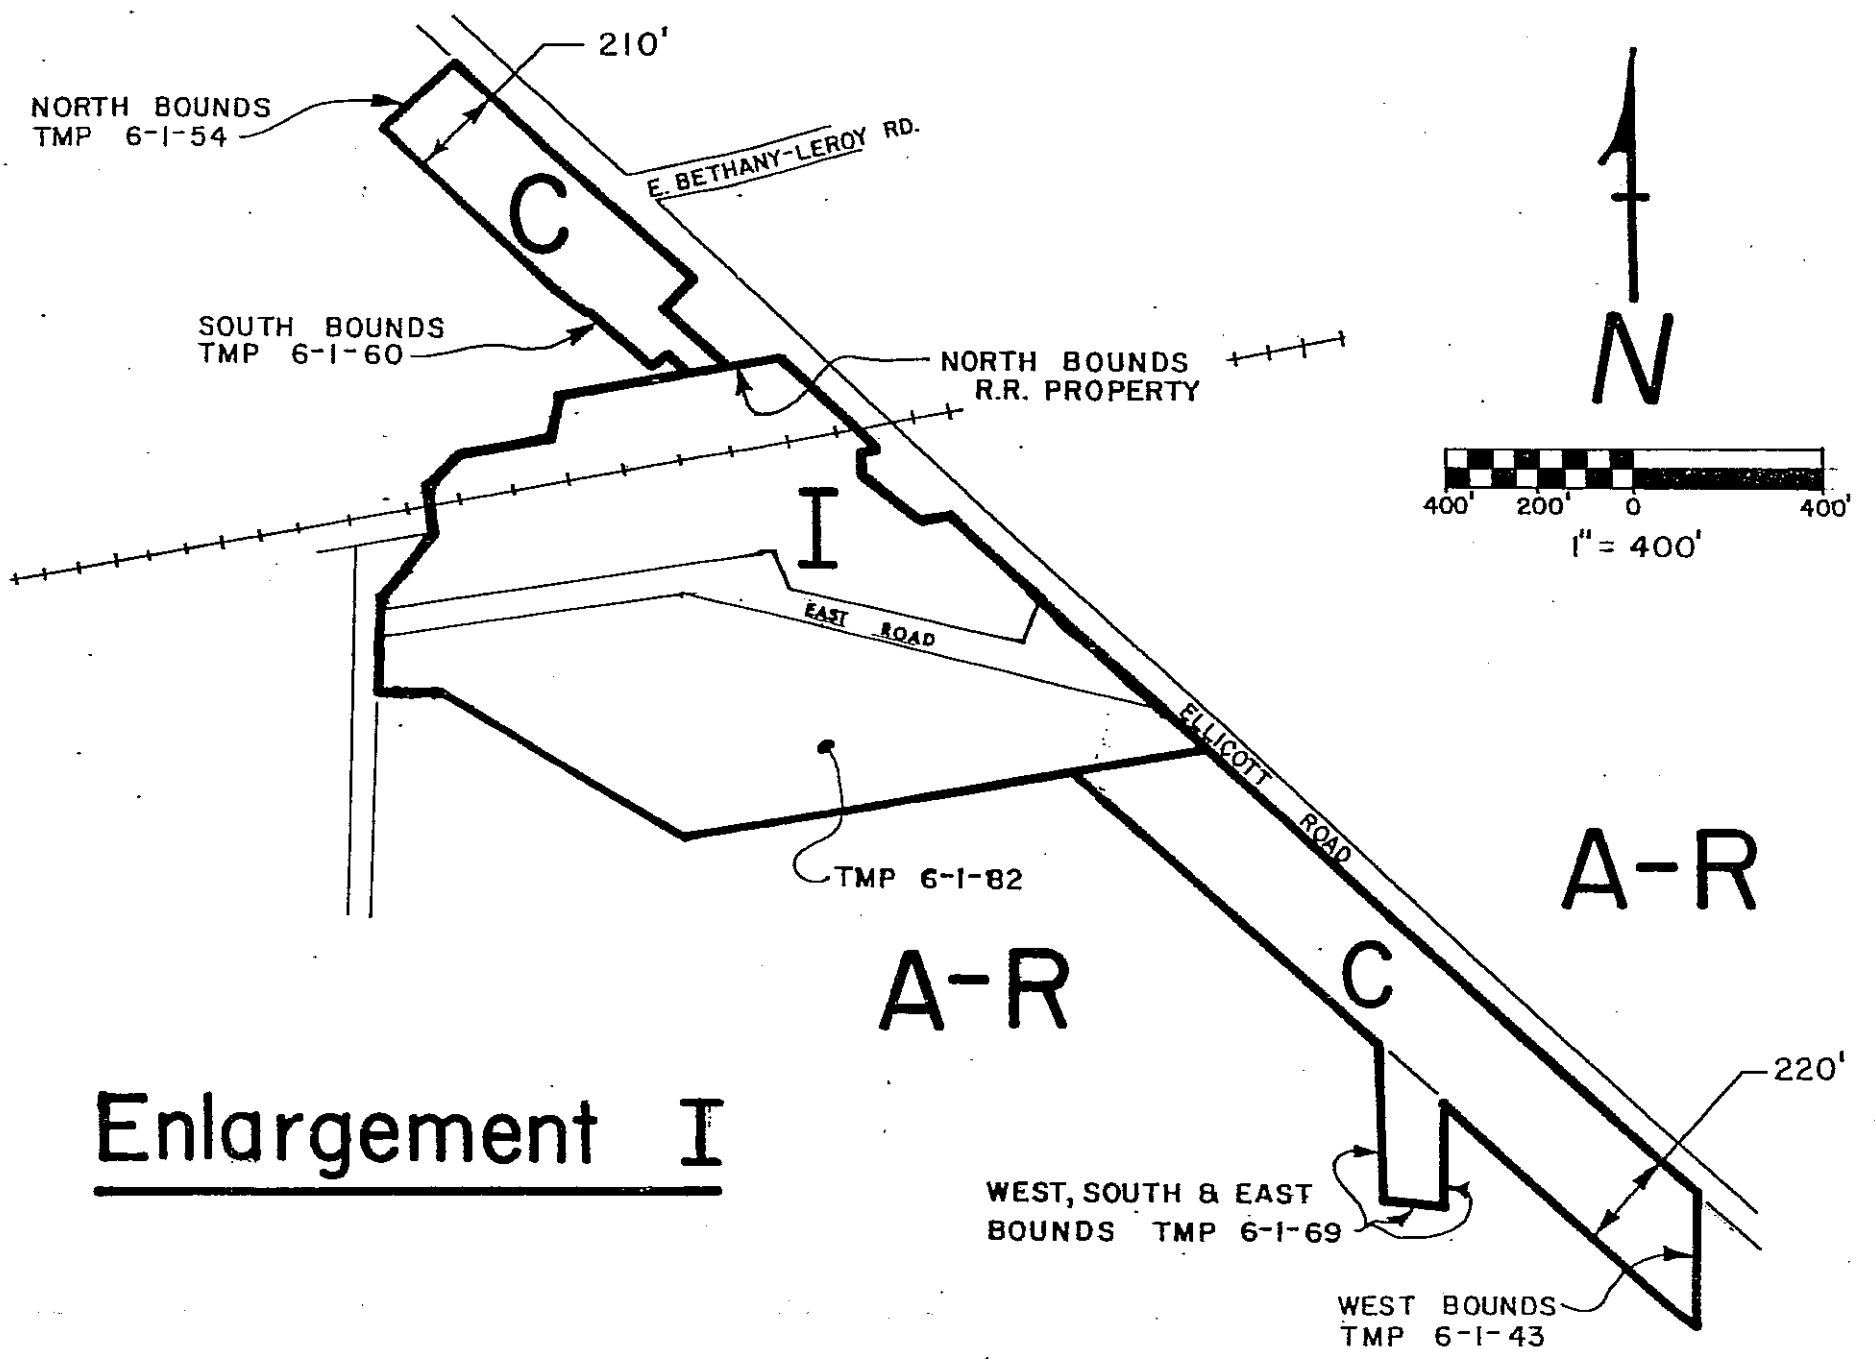 210'
NORTH BOUNDS
TMP 6-1-54
E. BETHANY-LEROY RD.
C
SOUTH BOUNDS
TMP 6-1-60
NORTH BOUNDS
R.R. PROPERTY
N
400' 200' 0 400'
1" = 400'
I
EAST ROAD
ELLICOTT ROAD
TMP 6-1-82
A-R
A-R
C
220'
Enlargement I
WEST, SOUTH & EAST
BOUNDS TMP 6-1-69
WEST BOUNDS
TMP 6-1-43